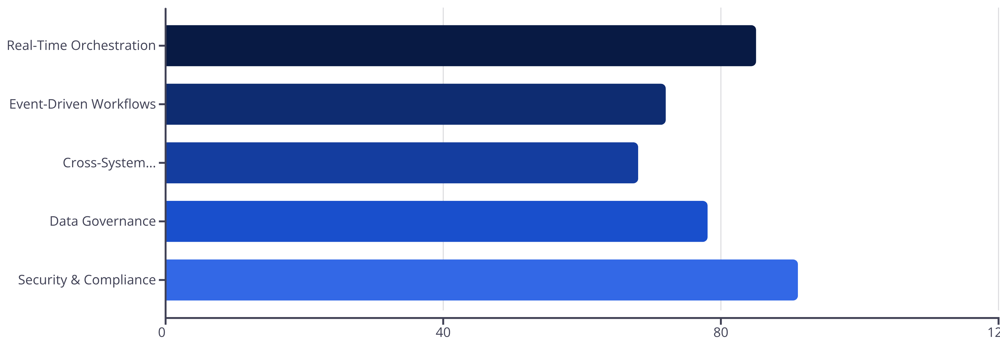 Real-Time Orchestration
Event-Driven Workflows
Cross-System...
Data Governance
Security & Compliance
0
40
80
12